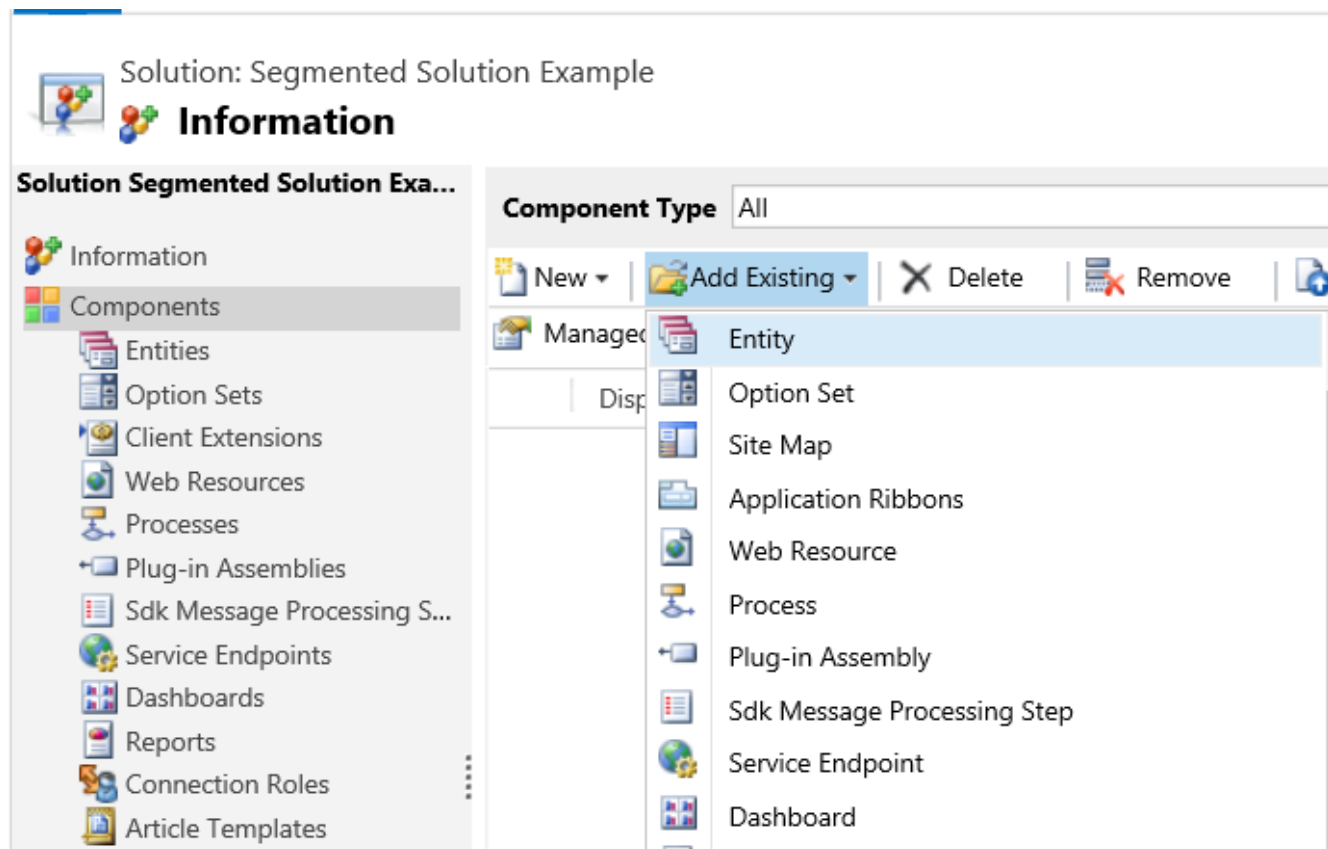 Solution: Segmented Solution Example
Information
Solution Segmented Solution Exa...
Information
Components
Entities
Option Sets
Client Extensions
Web Resources
Processes
Plug-in Assemblies
Sdk Message Processing S...
Service Endpoints
Dashboards
Reports
Connection Roles
Article Templates
Component Type All
New Add Existing Delete Remove
Managed
Disp
Entity
Option Set
Site Map
Application Ribbons
Web Resource
Process
Plug-in Assembly
Sdk Message Processing Step
Service Endpoint
Dashboard